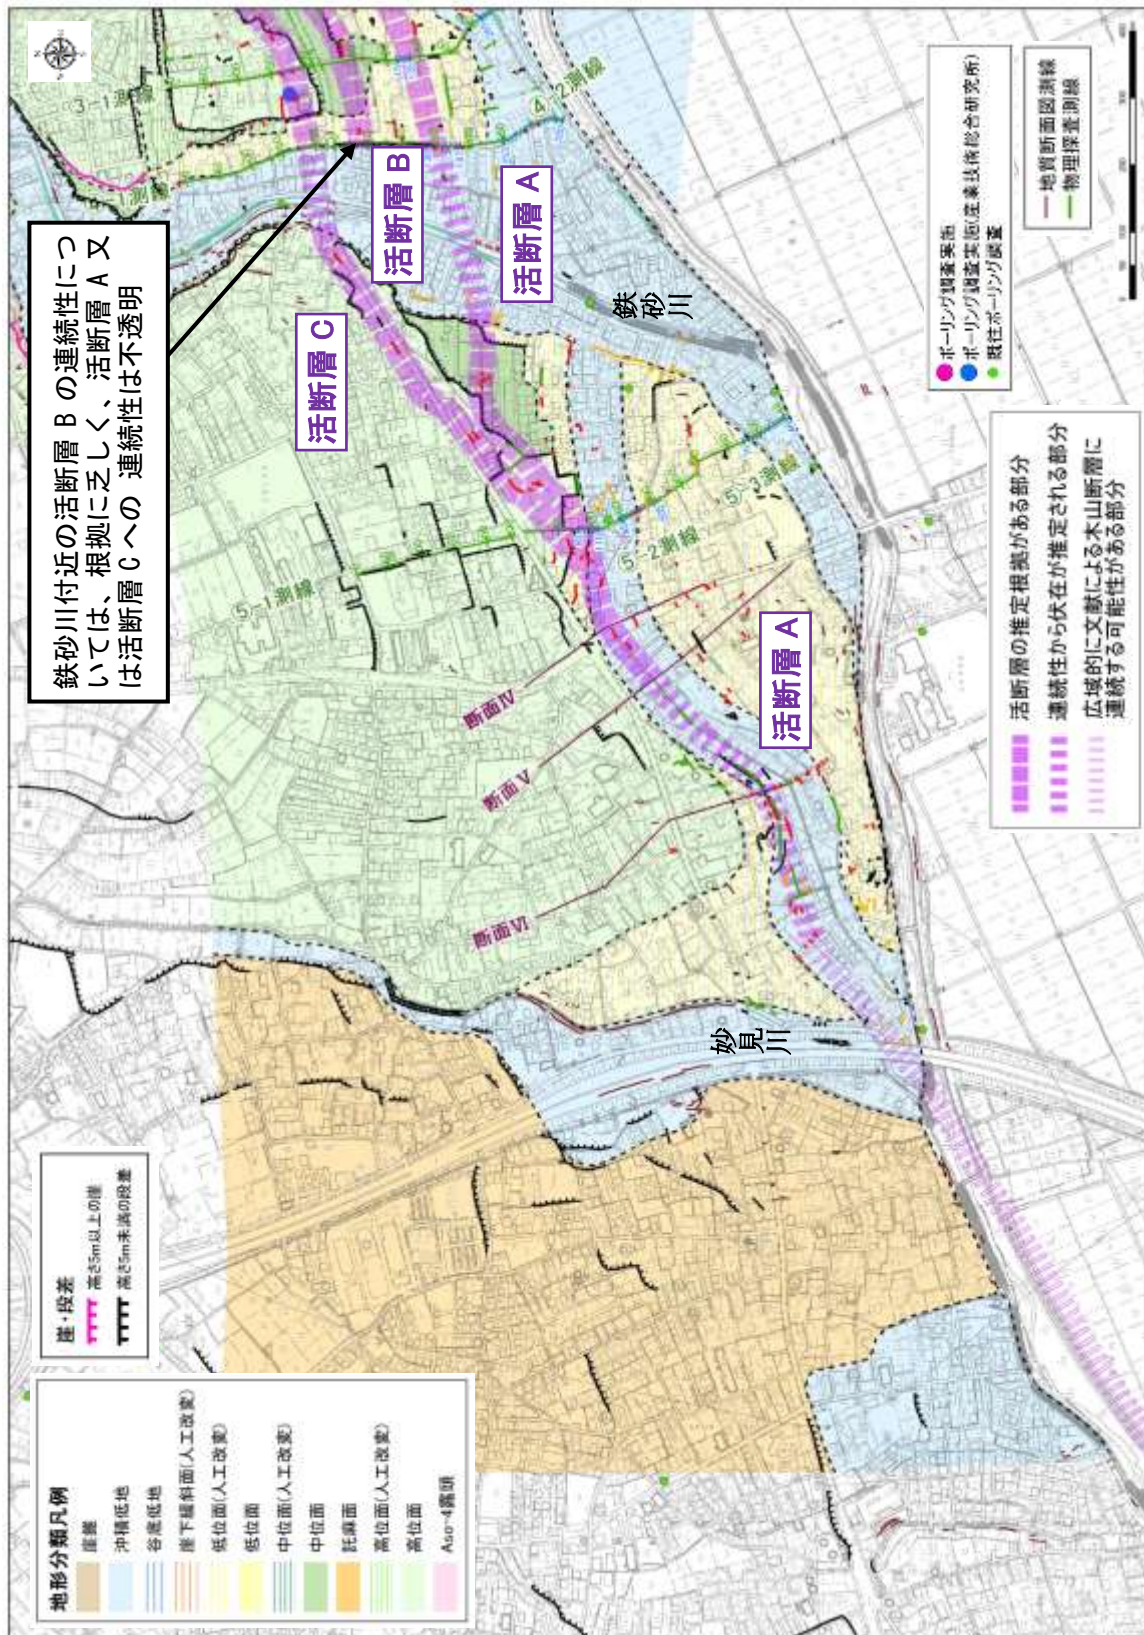 鉄砂川付近の活断層 B の連続性につ
いては、根拠に乏しく、活断層 A 又
は活断層 C への 連続性は不透明
地形分類凡例
崖錐
沖積低地
谷底低地
崖下緩斜面(人工改変)
低位面(人工改変)
低位面
中位面(人工改変)
中位面
託麻面
高位面(人工改変)
高位面
Aso-4露頭
崖・段差
高さ5m以上の崖
高さ5m未満の段差
3-1測線
4-2測線
活断層 B
活断層 A
活断層 C
鉄砂川
5-1測線
5-2測線
5-3測線
断面Ⅳ
断面Ⅴ
断面Ⅵ
活断層 A
妙見川
ボーリング調査実施
ボーリング調査実施(産業技術総合研究所)
既往ボーリング調査
地質断面図測線
物理探査測線
活断層の推定根拠がある部分
連続性から伏在が推定される部分
広域的に文献による木山断層に
連続する可能性がある部分